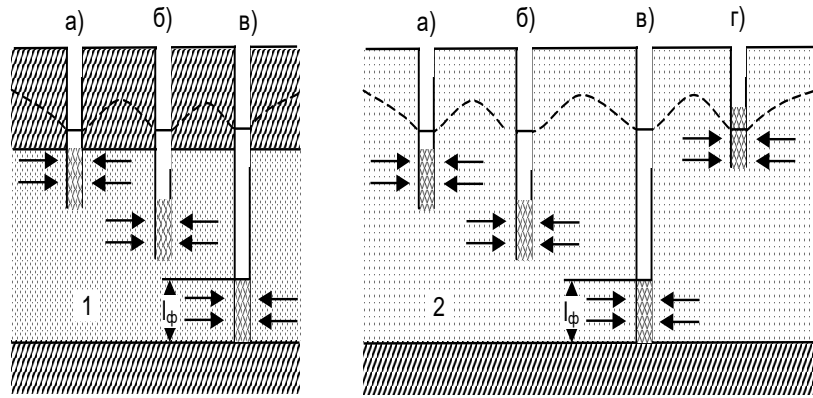 а) б) в) а) б) в) г)
1 lф 2 lф